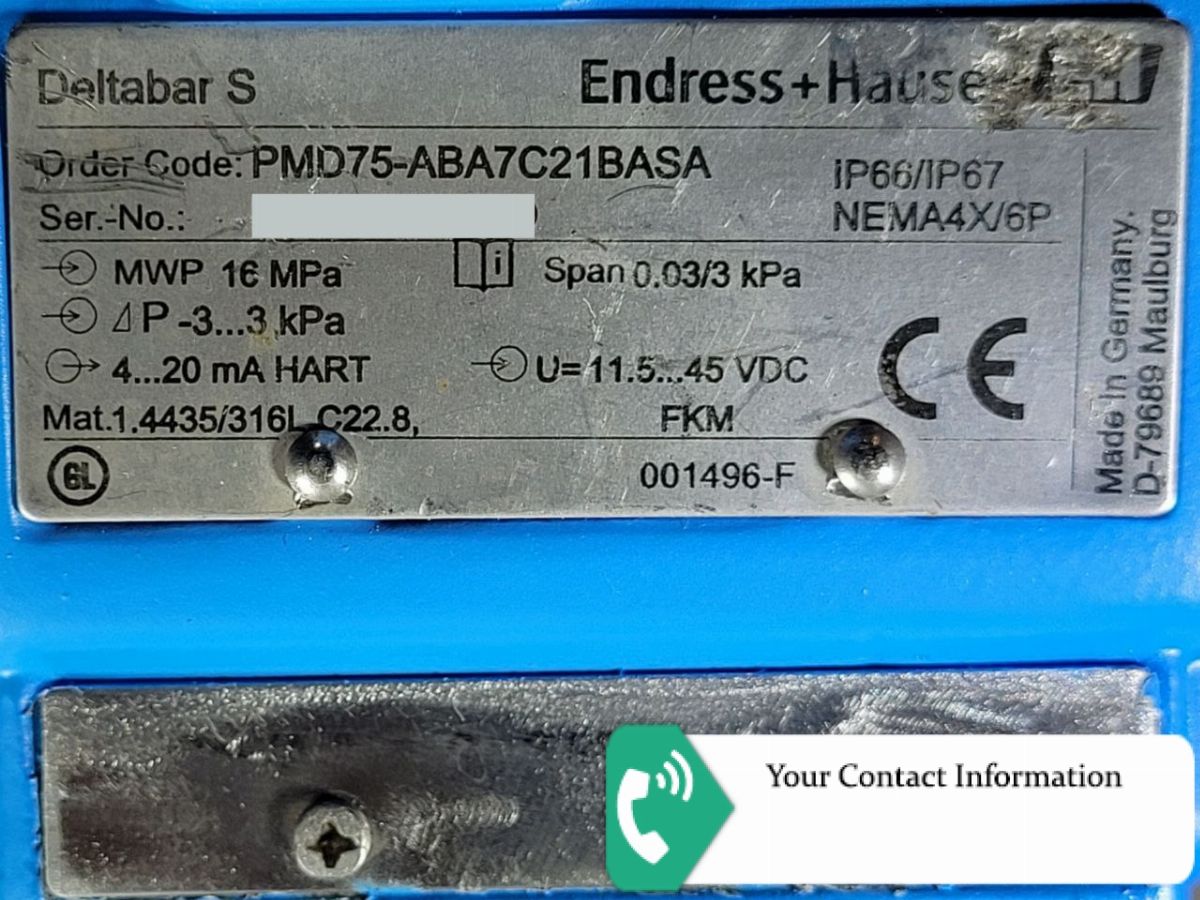 Deltabar S
Endress+Hause
Order Code: PMD75-ABA7C21BASA
IP66/IP67
Ser.-No.:
NEMA4X/6P
MWP 16 MPa
i
Span 0.03/3 kPa
⊿P -3...3 kPa
4...20 mA HART
U= 11.5...45 VDC
CE
Mat.1.4435/316L C22.8,
FKM
GL
001496-F
Made in Germany.
D-79689 Maulburg
Your Contact Information